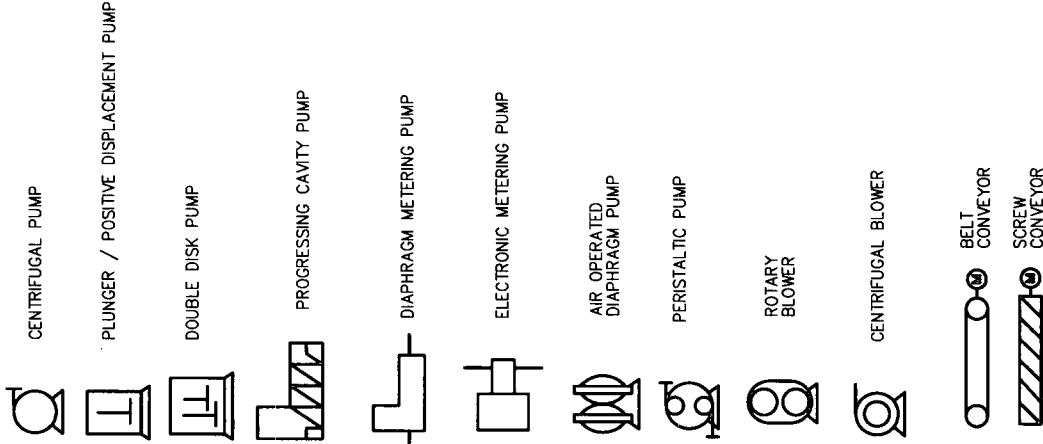 CENTRIFUGAL PUMP
PLUNGER / POSITIVE DISPLACEMENT PUMP
DOUBLE DISK PUMP
PROGRESSING CAVITY PUMP
DIAPHRAGM METERING PUMP
ELECTRONIC METERING PUMP
AIR OPERATED
DIAPHRAGM PUMP
PERISTALTIC PUMP
ROTARY
BLOWER
CENTRIFUGAL BLOWER
M
BELT
CONVEYOR
M
SCREW
CONVEYOR